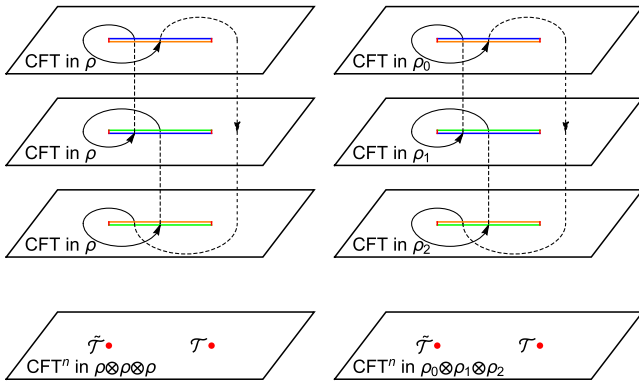 CFT in ρ
CFT in ρ₀
CFT in ρ
CFT in ρ₁
CFT in ρ
CFT in ρ₂
𝒯̃ 𝒯
CFTⁿ in ρ⊗ρ⊗ρ
𝒯̃ 𝒯
CFTⁿ in ρ₀⊗ρ₁⊗ρ₂